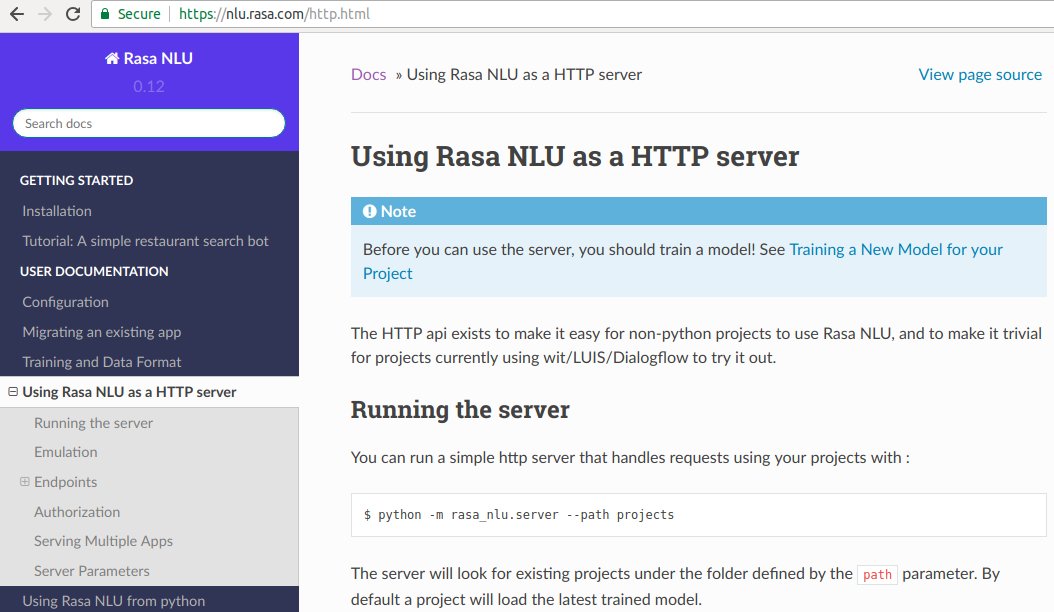 Secure https://nlu.rasa.com/http.html
Rasa NLU
0.12
Search docs
GETTING STARTED
Installation
Tutorial: A simple restaurant search bot
USER DOCUMENTATION
Configuration
Migrating an existing app
Training and Data Format
Using Rasa NLU as a HTTP server
Running the server
Emulation
Endpoints
Authorization
Serving Multiple Apps
Server Parameters
Using Rasa NLU from python
Docs » Using Rasa NLU as a HTTP server
View page source
Using Rasa NLU as a HTTP server
Note
Before you can use the server, you should train a model! See Training a New Model for your
Project
The HTTP api exists to make it easy for non-python projects to use Rasa NLU, and to make it trivial
for projects currently using wit/LUIS/Dialogflow to try it out.
Running the server
You can run a simple http server that handles requests using your projects with :
$ python -m rasa_nlu.server --path projects
The server will look for existing projects under the folder defined by the path parameter. By
default a project will load the latest trained model.